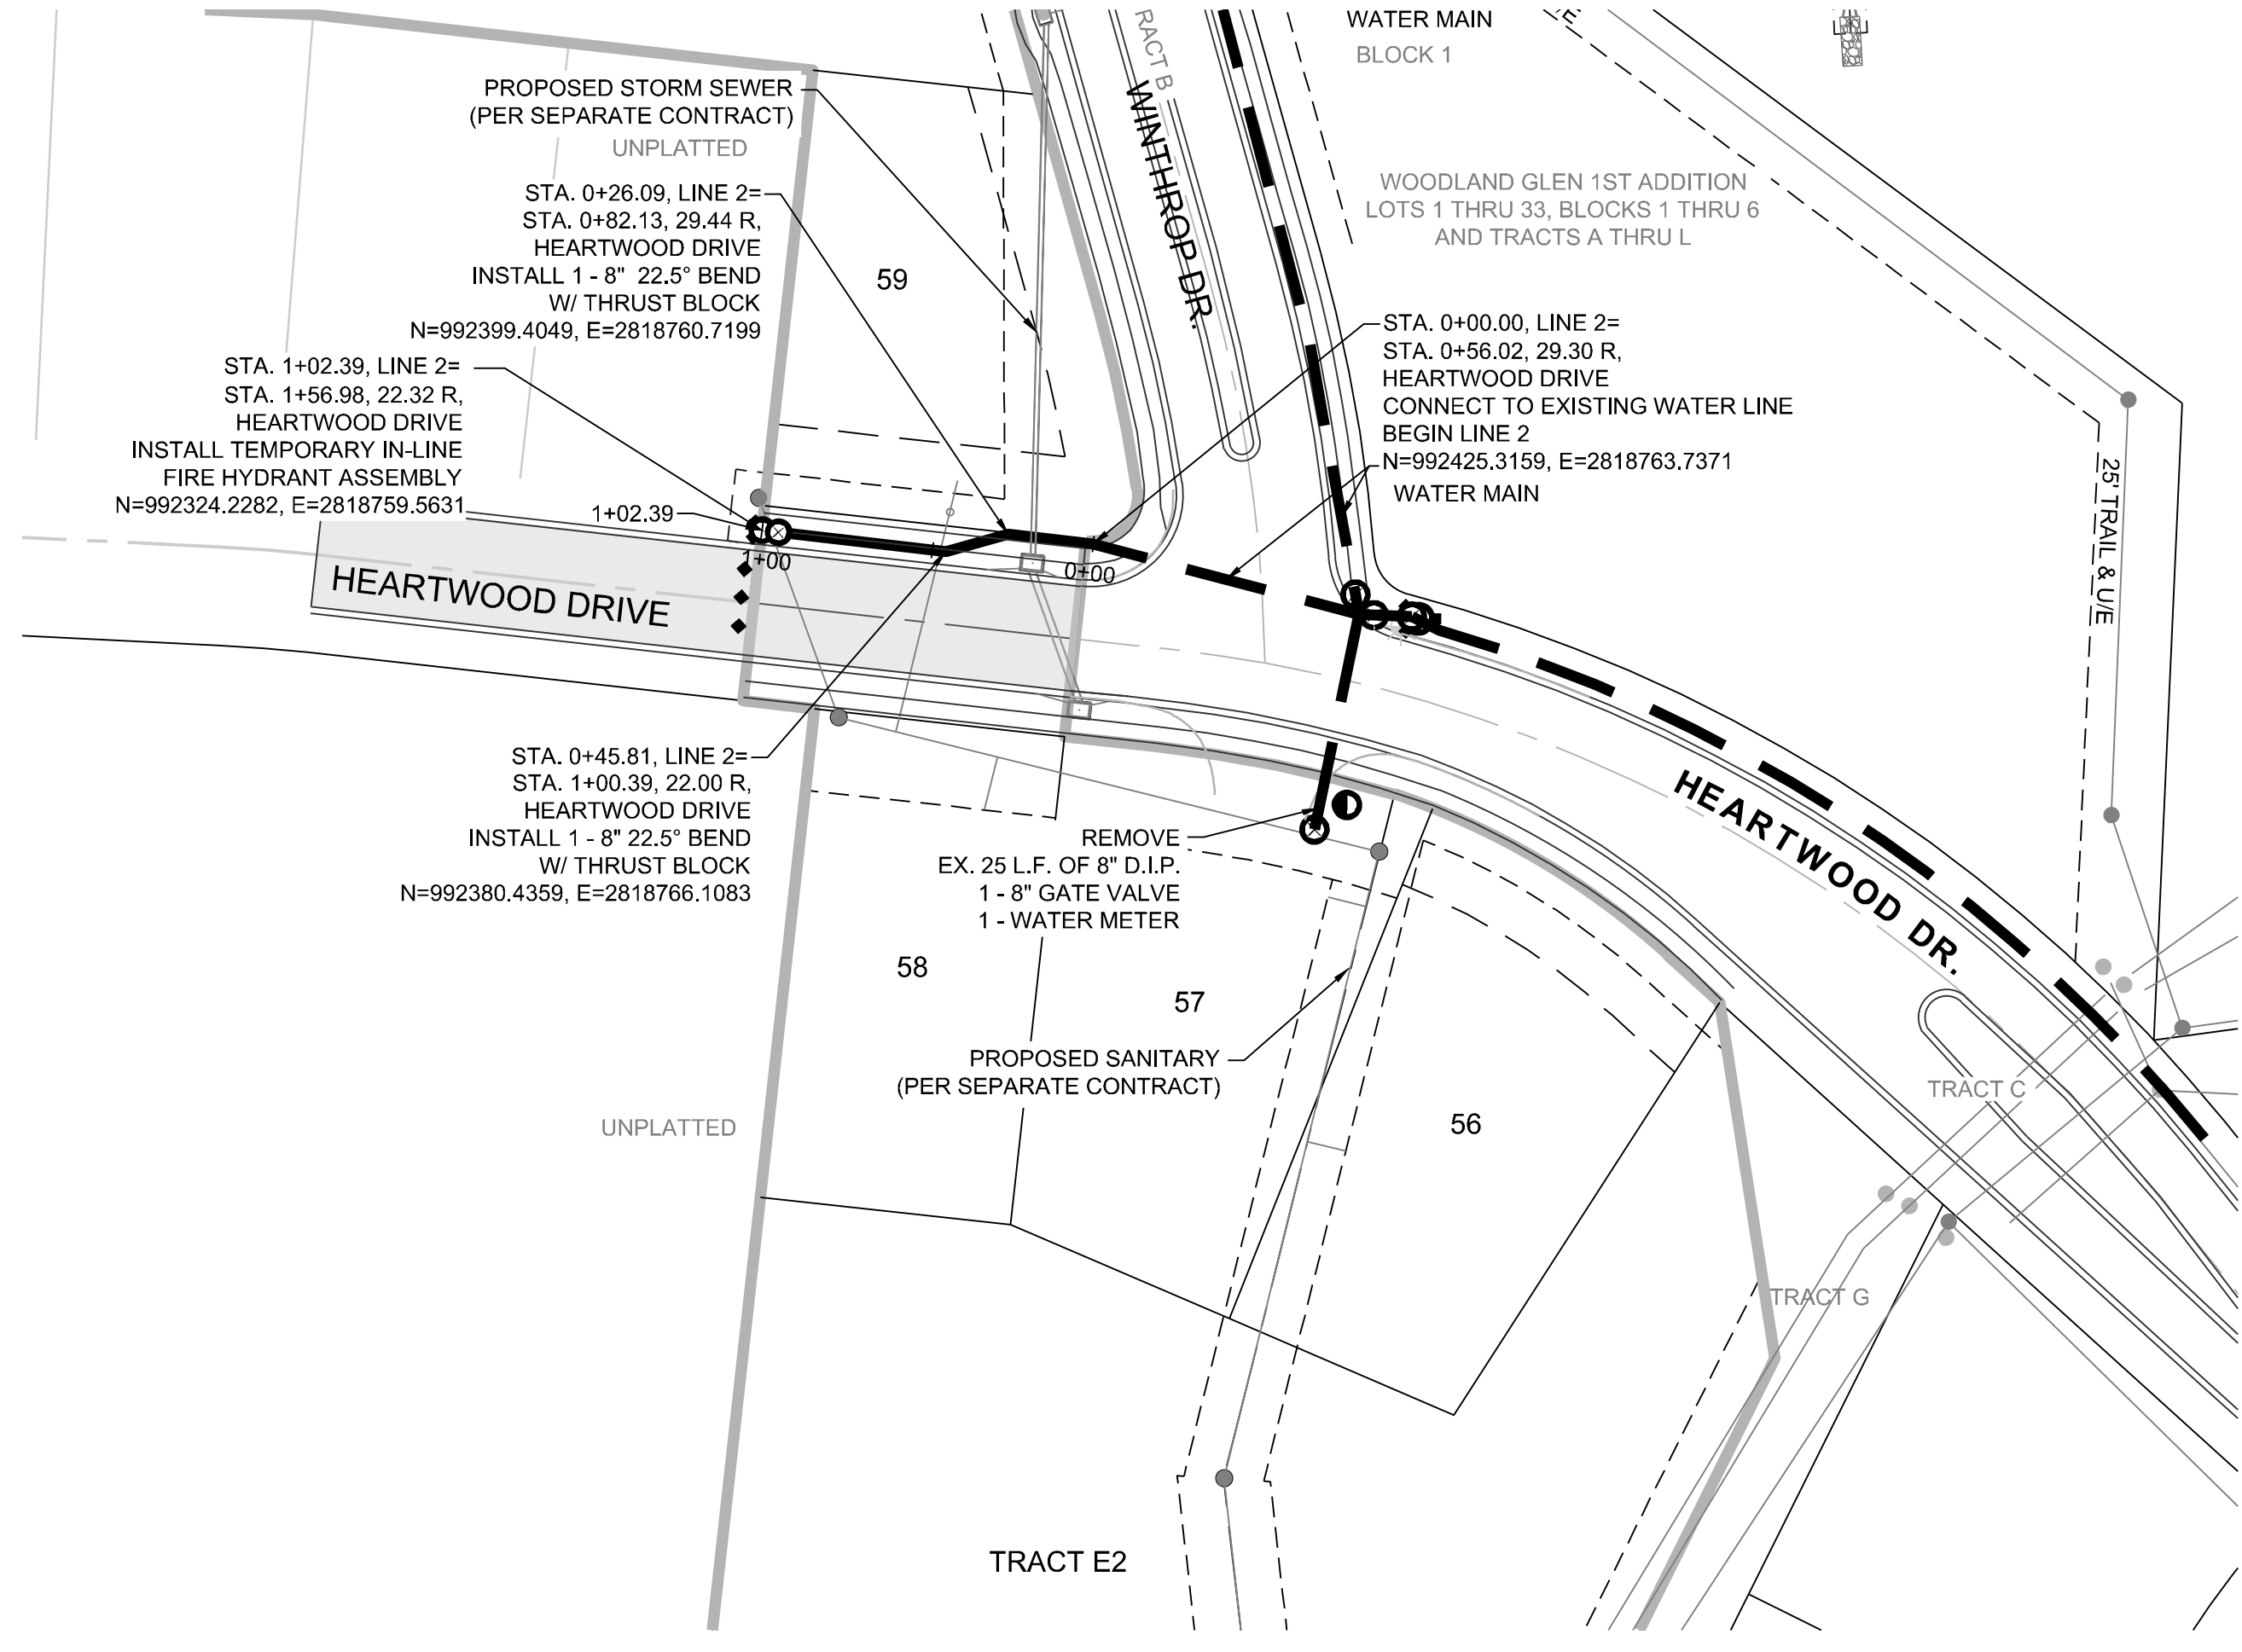 WATER MAIN
BLOCK 1
RACT B
WINTHROP DR.
PROPOSED STORM SEWER
(PER SEPARATE CONTRACT)
UNPLATTED
STA. 0+26.09, LINE 2=
STA. 0+82.13, 29.44 R,
HEARTWOOD DRIVE
INSTALL 1 - 8" 22.5° BEND
W/ THRUST BLOCK
N=992399.4049, E=2818760.7199
59
WOODLAND GLEN 1ST ADDITION
LOTS 1 THRU 33, BLOCKS 1 THRU 6
AND TRACTS A THRU L
STA. 0+00.00, LINE 2=
STA. 0+56.02, 29.30 R,
HEARTWOOD DRIVE
CONNECT TO EXISTING WATER LINE
BEGIN LINE 2
N=992425.3159, E=2818763.7371
WATER MAIN
STA. 1+02.39, LINE 2=
STA. 1+56.98, 22.32 R,
HEARTWOOD DRIVE
INSTALL TEMPORARY IN-LINE
FIRE HYDRANT ASSEMBLY
N=992324.2282, E=2818759.5631
1+02.39
1+00
0+00
HEARTWOOD DRIVE
25' TRAIL & U/E
STA. 0+45.81, LINE 2=
STA. 1+00.39, 22.00 R,
HEARTWOOD DRIVE
INSTALL 1 - 8" 22.5° BEND
W/ THRUST BLOCK
N=992380.4359, E=2818766.1083
REMOVE
EX. 25 L.F. OF 8" D.I.P.
1 - 8" GATE VALVE
1 - WATER METER
HEARTWOOD DR.
58
57
PROPOSED SANITARY
(PER SEPARATE CONTRACT)
56
UNPLATTED
TRACT C
TRACT G
TRACT E2